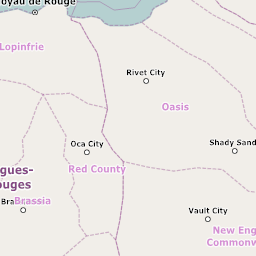 oyau de Rouge
Lopinfrie
Rivet City
Oasis
Oca City
Shady Sand
Red County
gues-
ouges
Bra
Brassia
Vault City
New Eng
Commonw